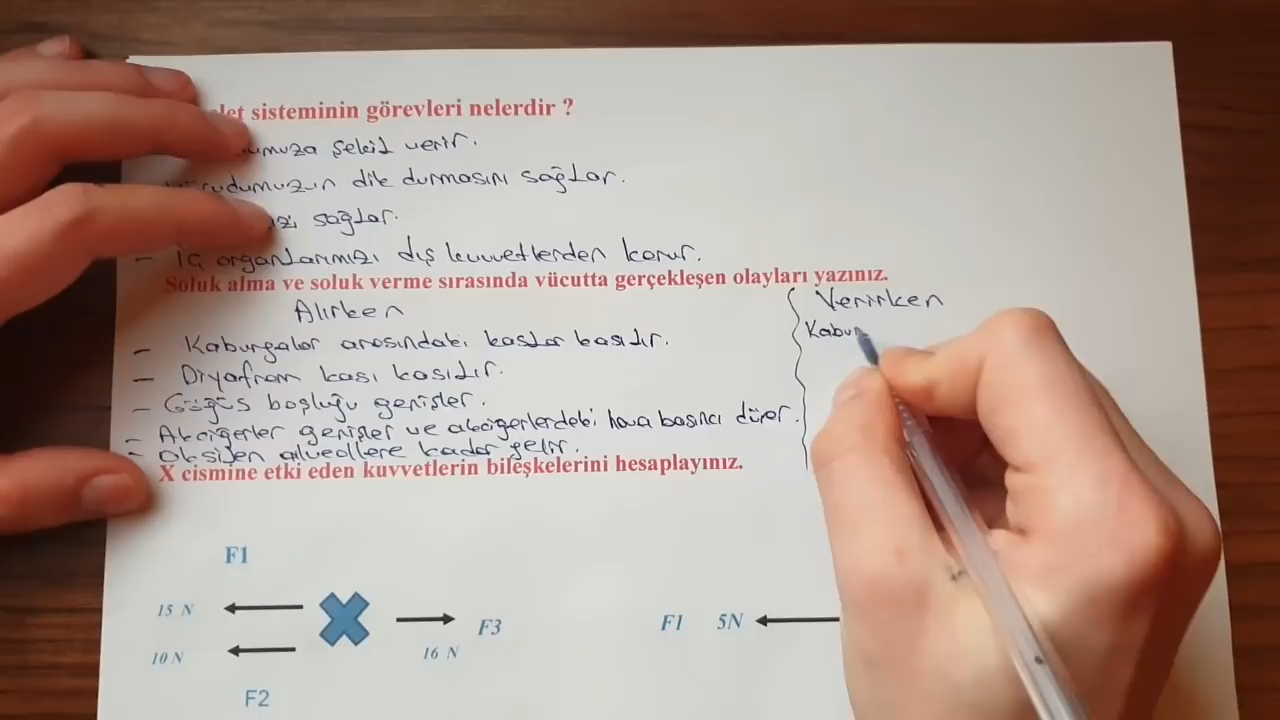 let sisteminin görevleri nelerdir ?
umuza şekil verir.
vücudumuzun dik durmasını sağlar.
sağlar.
- İç organlarımızı dış kuvvetlerden korur.
Soluk alma ve soluk verme sırasında vücutta gerçekleşen olayları yazınız.
Alırken
Verirken
- Kaburgalar arasındaki kaslar kasılır.
Kabur
- Diyafram kası kasılır.
- Göğüs boşluğu genişler.
- Akciğerler genişler ve akciğerlerdeki hava basıncı düşer.
- Oksijen alveollere kadar gelir.
X cismine etki eden kuvvetlerin bileşkelerini hesaplayınız.
F1
15 N
F3
F1 5N
10 N
16 N
F2